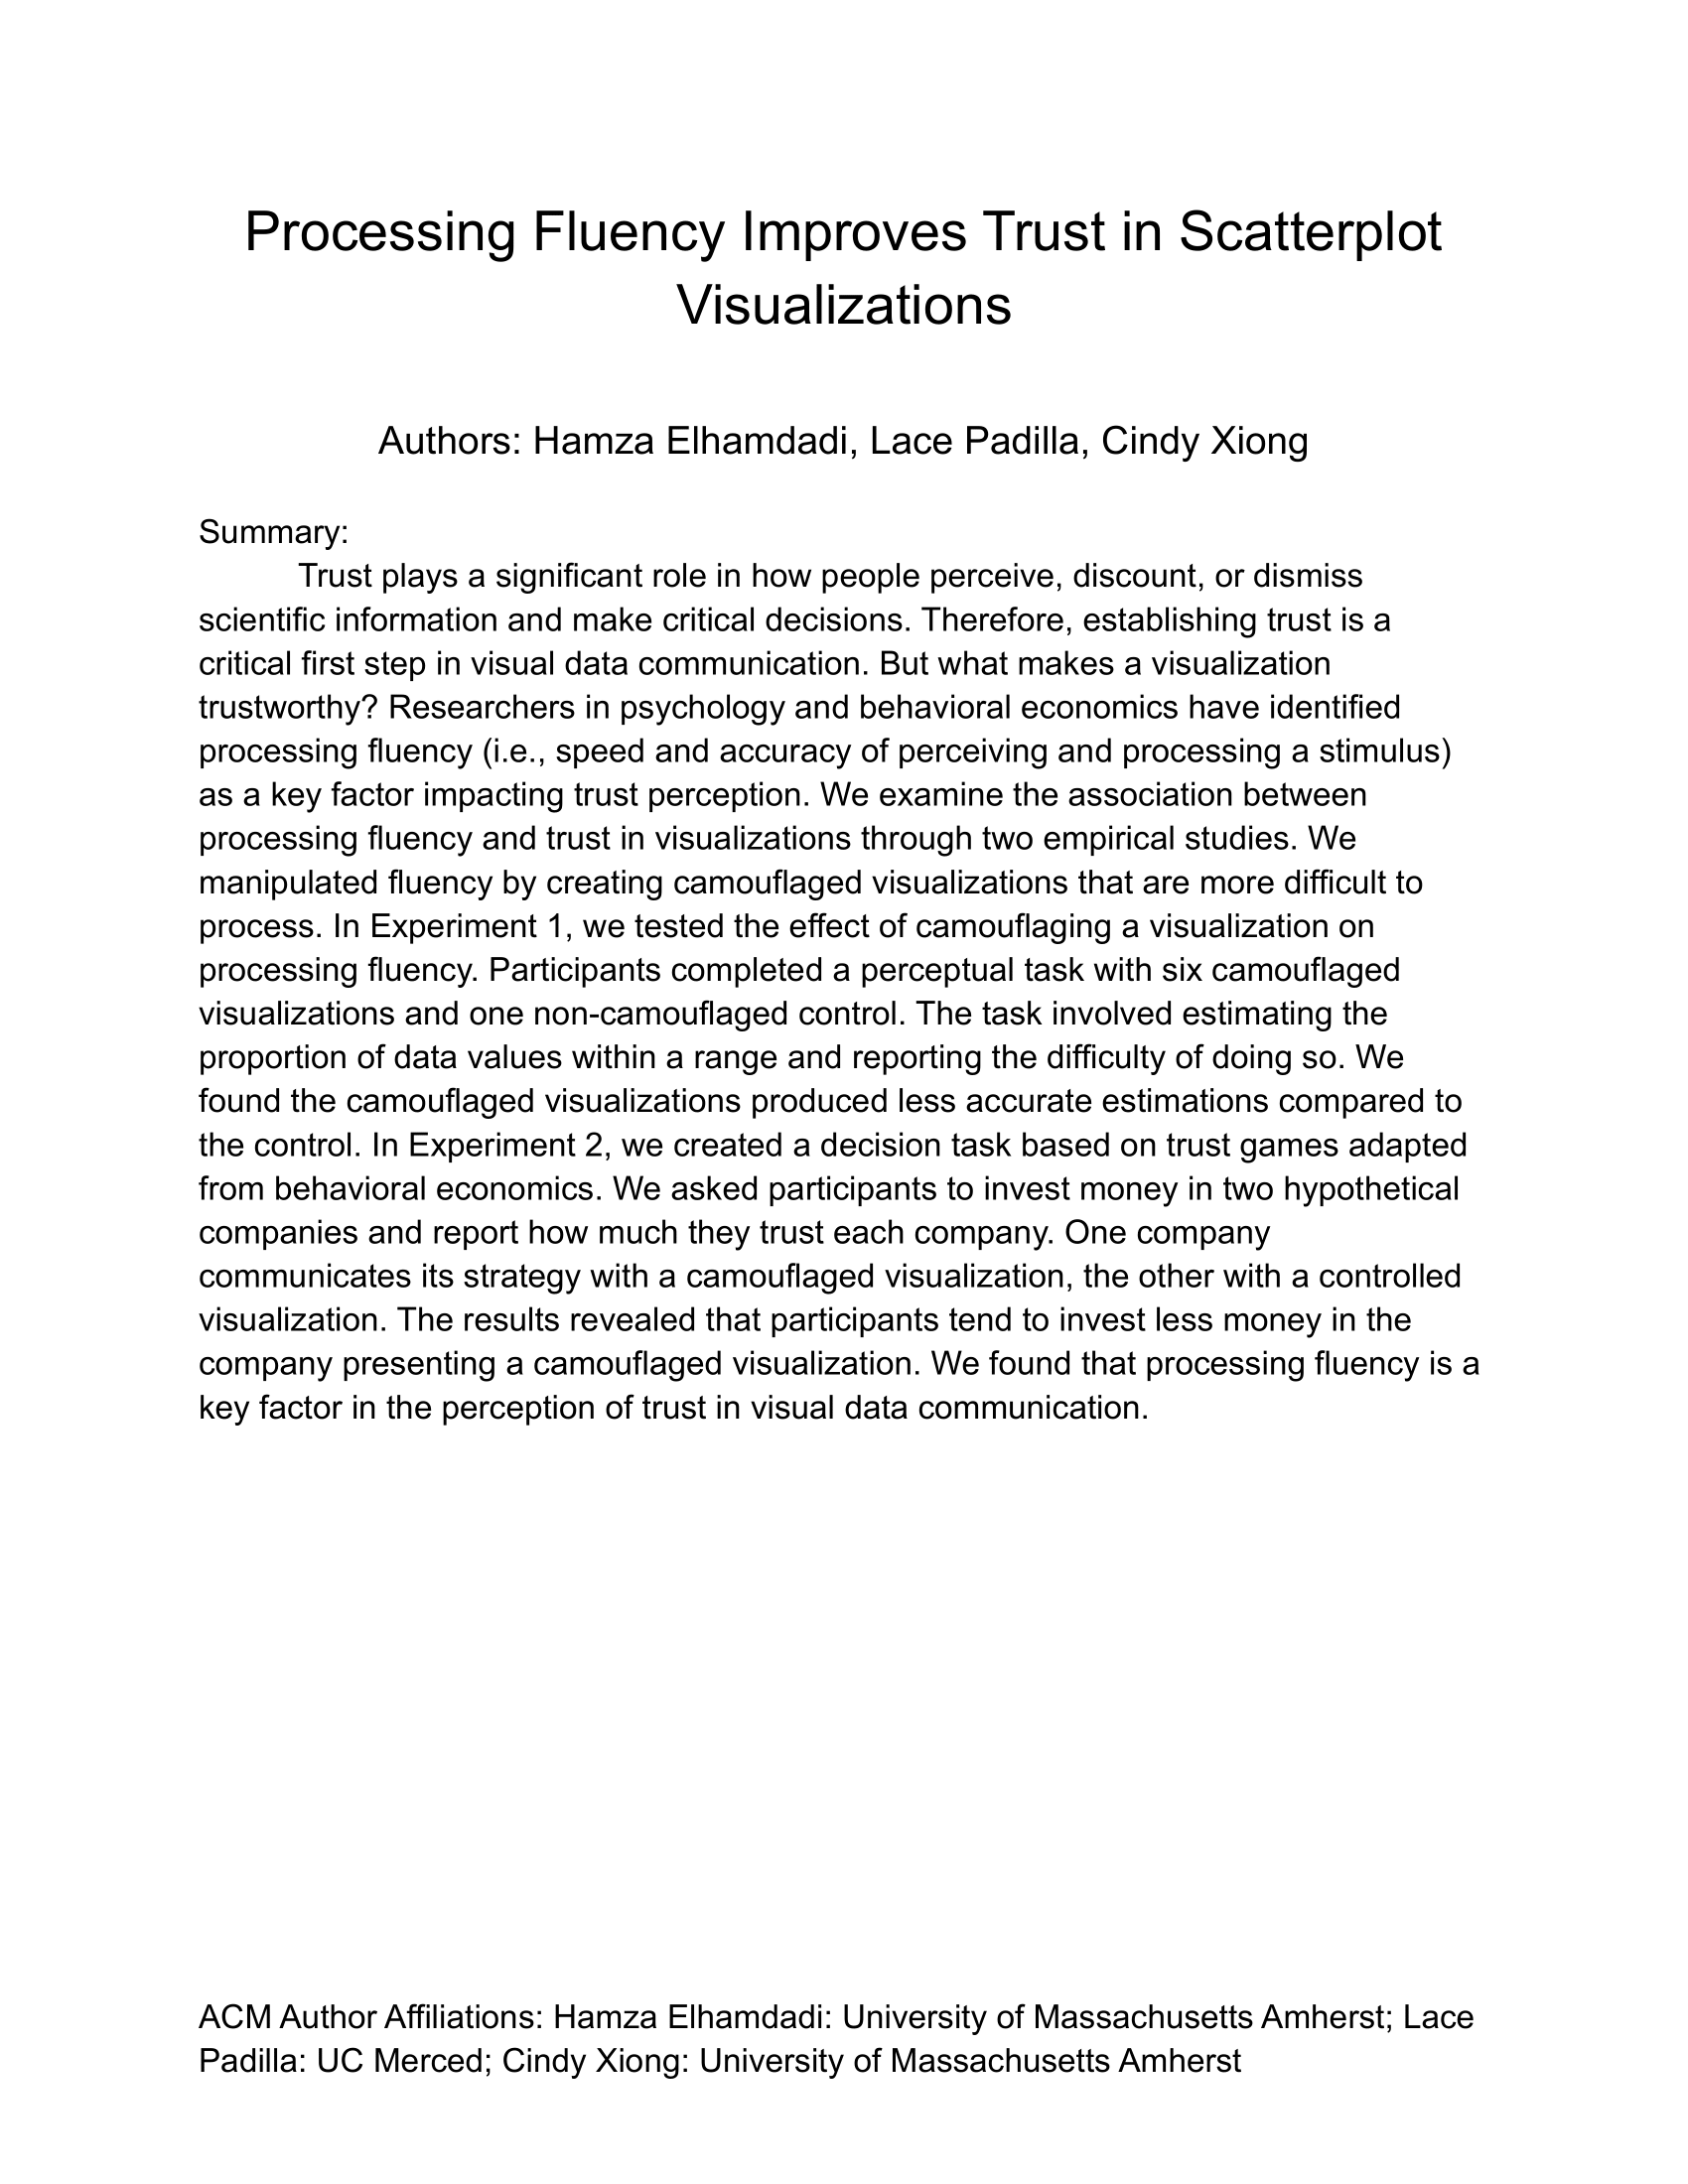 Processing Fluency Improves Trust in Scatterplot
Visualizations
Authors: Hamza Elhamdadi, Lace Padilla, Cindy Xiong
Summary:
Trust plays a significant role in how people perceive, discount, or dismiss
scientific information and make critical decisions. Therefore, establishing trust is a
critical first step in visual data communication. But what makes a visualization
trustworthy? Researchers in psychology and behavioral economics have identified
processing fluency (i.e., speed and accuracy of perceiving and processing a stimulus)
as a key factor impacting trust perception. We examine the association between
processing fluency and trust in visualizations through two empirical studies. We
manipulated fluency by creating camouflaged visualizations that are more difficult to
process. In Experiment 1, we tested the effect of camouflaging a visualization on
processing fluency. Participants completed a perceptual task with six camouflaged
visualizations and one non-camouflaged control. The task involved estimating the
proportion of data values within a range and reporting the difficulty of doing so. We
found the camouflaged visualizations produced less accurate estimations compared to
the control. In Experiment 2, we created a decision task based on trust games adapted
from behavioral economics. We asked participants to invest money in two hypothetical
companies and report how much they trust each company. One company
communicates its strategy with a camouflaged visualization, the other with a controlled
visualization. The results revealed that participants tend to invest less money in the
company presenting a camouflaged visualization. We found that processing fluency is a
key factor in the perception of trust in visual data communication.
ACM Author Affiliations: Hamza Elhamdadi: University of Massachusetts Amherst; Lace
Padilla: UC Merced; Cindy Xiong: University of Massachusetts Amherst